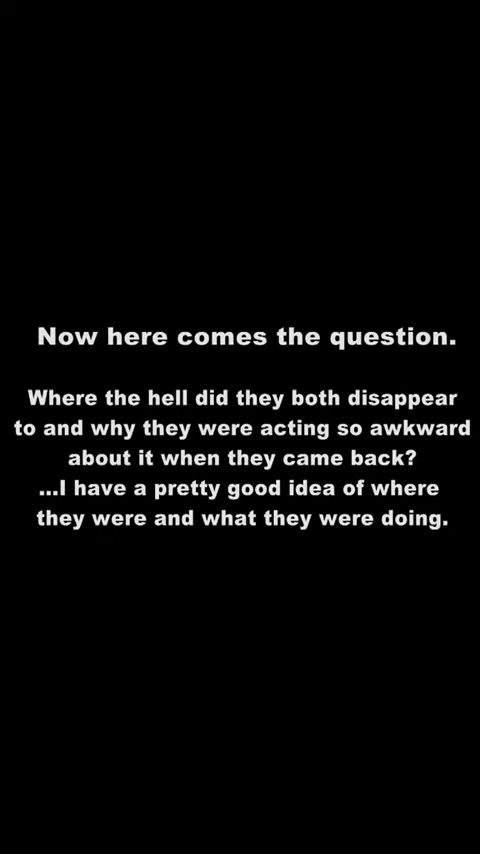 Now here comes the question.
Where the hell did they both disappear
to and why they were acting so awkward
about it when they came back?
...I have a pretty good idea of where
they were and what they were doing.